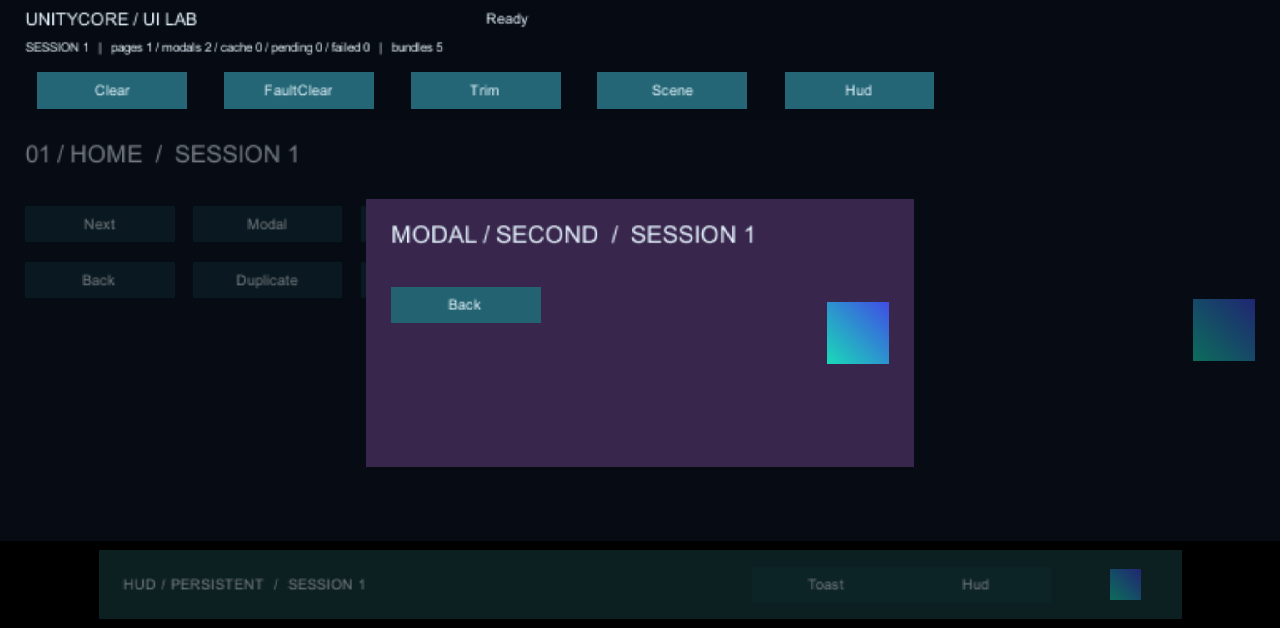 UNITYCORE / UI LAB
Ready
SESSION 1 | pages 1 / modals 2 / cache 0 / pending 0 / failed 0 | bundles 5
Clear
FaultClear
Trim
Scene
Hud
01 / HOME / SESSION 1
Next
Modal
Back
Duplicate
MODAL / SECOND / SESSION 1
Back
HUD / PERSISTENT / SESSION 1
Toast
Hud